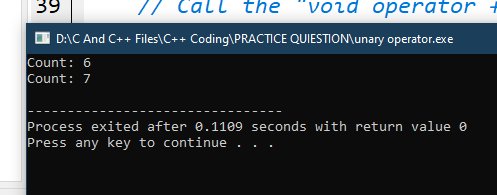 39 // Call the "void operator +
D:\C And C++ Files\C++ Coding\PRACTICE QUIESTION\unary operator.exe
Count: 6
Count: 7
--------------------------------
Process exited after 0.1109 seconds with return value 0
Press any key to continue . . .